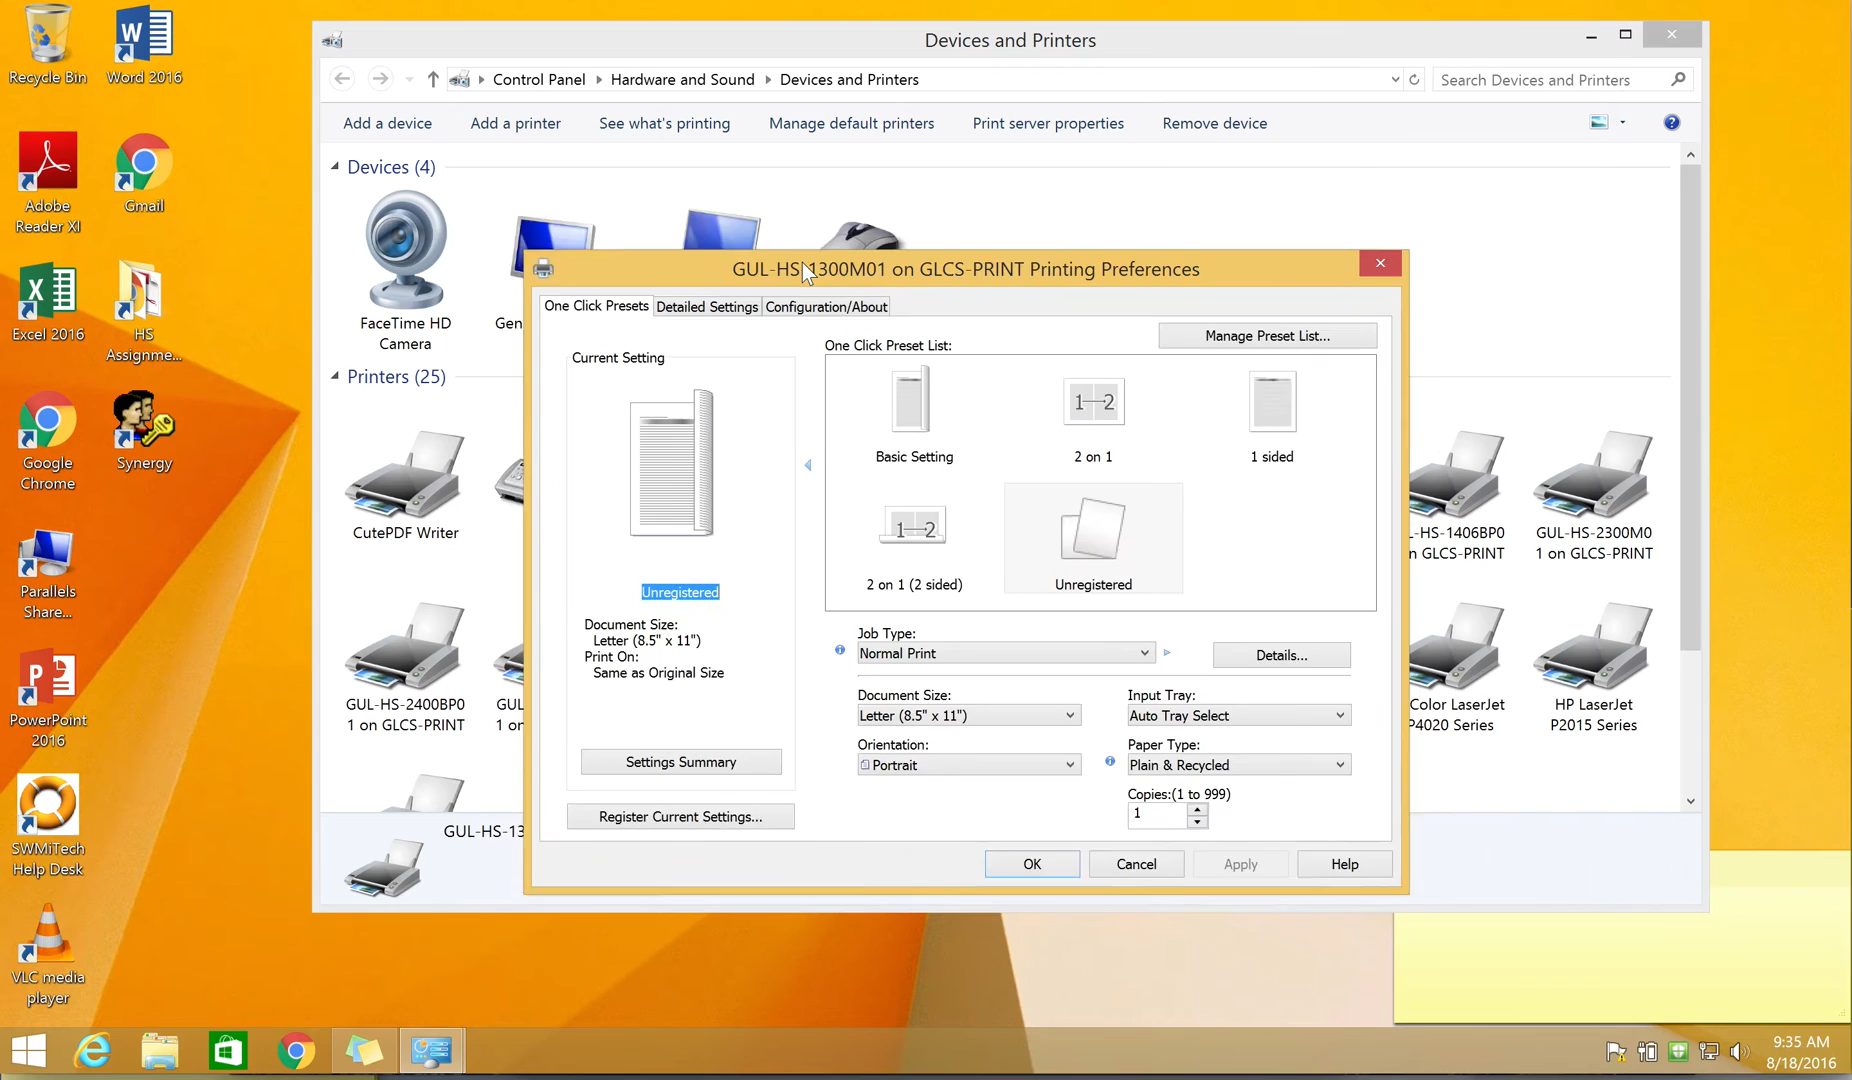 Recycle Bin
Word 2016
Adobe
Reader XI
Gmail
Excel 2016
HS
Assignme...
Google
Chrome
Synergy
Parallels
Share...
PowerPoint
2016
SWMiTech
Help Desk
VLC media
player
Devices and Printers
Control Panel
Hardware and Sound
Devices and Printers
Search Devices and Printers
Add a device
Add a printer
See what's printing
Manage default printers
Print server properties
Remove device
Devices (4)
FaceTime HD
Camera
Gen
Printers (25)
CutePDF Writer
L-HS-1406BP0
n GLCS-PRINT
GUL-HS-2300M0
1 on GLCS-PRINT
GUL-HS-2400BP0
1 on GLCS-PRINT
GUL-
1
Color LaserJet
P4020 Series
HP LaserJet
P2015 Series
GUL-HS-13
GUL-HS-1300M01 on GLCS-PRINT Printing Preferences
One Click Presets
Detailed Settings
Configuration/About
Current Setting
Unregistered
Document Size:
Letter (8.5" x 11")
Print On:
Same as Original Size
Settings Summary
Register Current Settings...
One Click Preset List:
Manage Preset List...
Basic Setting
1 2
2 on 1
1 sided
1 2
2 on 1 (2 sided)
Unregistered
Job Type:
Normal Print
Details...
Document Size:
Letter (8.5" x 11")
Input Tray:
Auto Tray Select
Orientation:
Portrait
Paper Type:
Plain & Recycled
Copies:(1 to 999)
1
OK
Cancel
Apply
Help
9:35 AM
8/18/2016